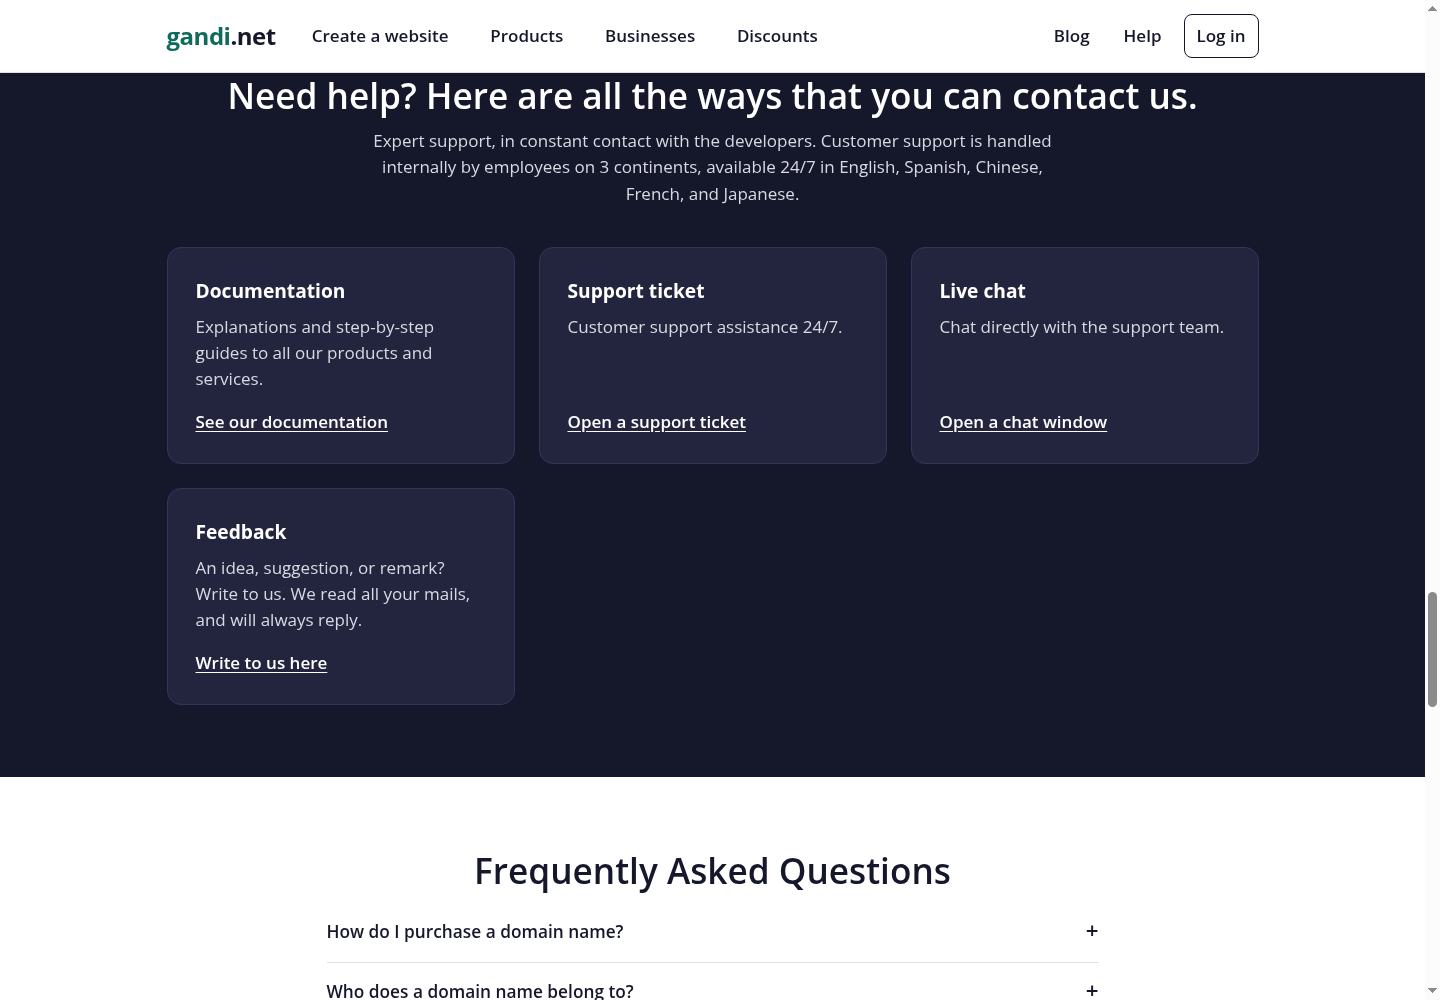 gandi.net
Create a website
Products
Businesses
Discounts
Blog
Help
Log in
Need help? Here are all the ways that you can contact us.
Expert support, in constant contact with the developers. Customer support is handled
internally by employees on 3 continents, available 24/7 in English, Spanish, Chinese,
French, and Japanese.
Documentation
Explanations and step-by-step
guides to all our products and
services.
See our documentation
Support ticket
Customer support assistance 24/7.
Open a support ticket
Live chat
Chat directly with the support team.
Open a chat window
Feedback
An idea, suggestion, or remark?
Write to us. We read all your mails,
and will always reply.
Write to us here
Frequently Asked Questions
How do I purchase a domain name?
+
Who does a domain name belong to?
+